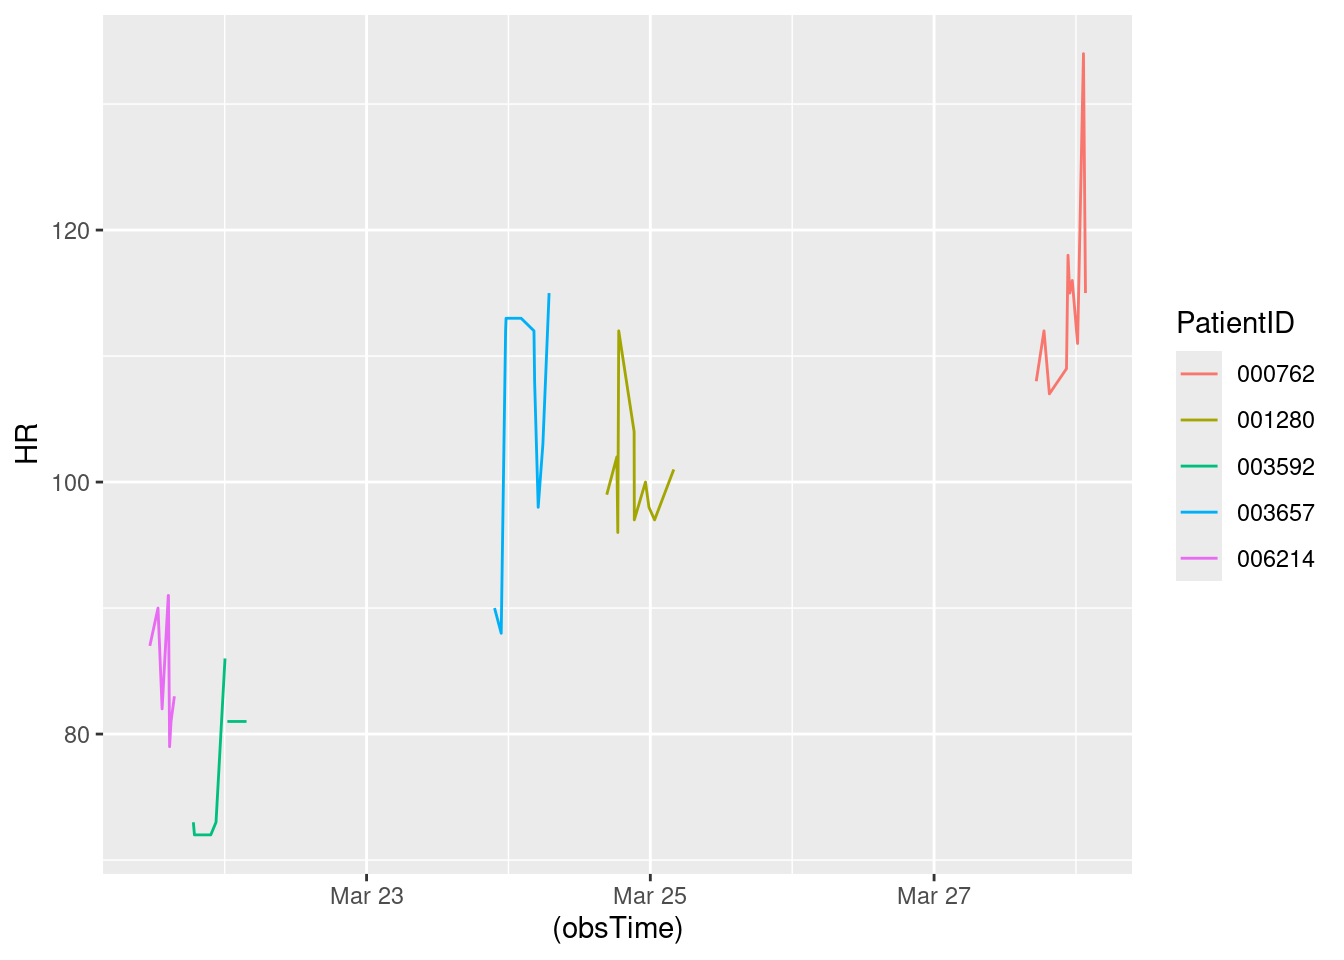 HR
120
100
80
Mar 23
Mar 25
Mar 27
(obsTime)
PatientID
000762
001280
003592
003657
006214